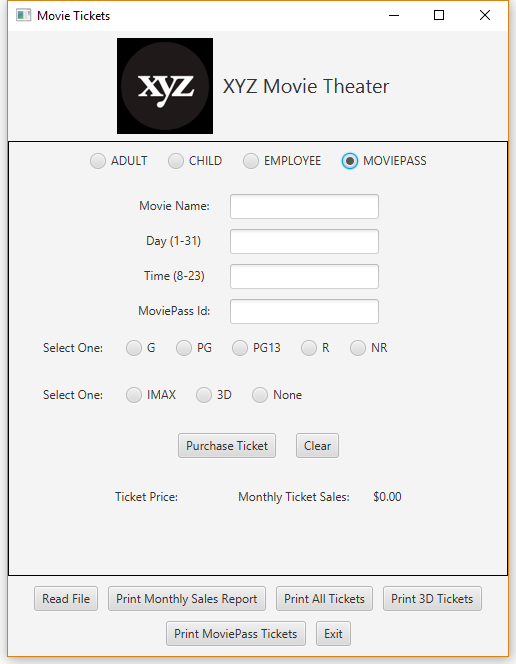 Movie Tickets
xyz
XYZ Movie Theater
ADULT CHILD EMPLOYEE MOVIEPASS
Movie Name:
Day (1-31)
Time (8-23)
MoviePass Id:
Select One: G PG PG13 R NR
Select One: IMAX 3D None
Purchase Ticket Clear
Ticket Price: Monthly Ticket Sales: $0.00
Read File Print Monthly Sales Report Print All Tickets Print 3D Tickets
Print MoviePass Tickets Exit